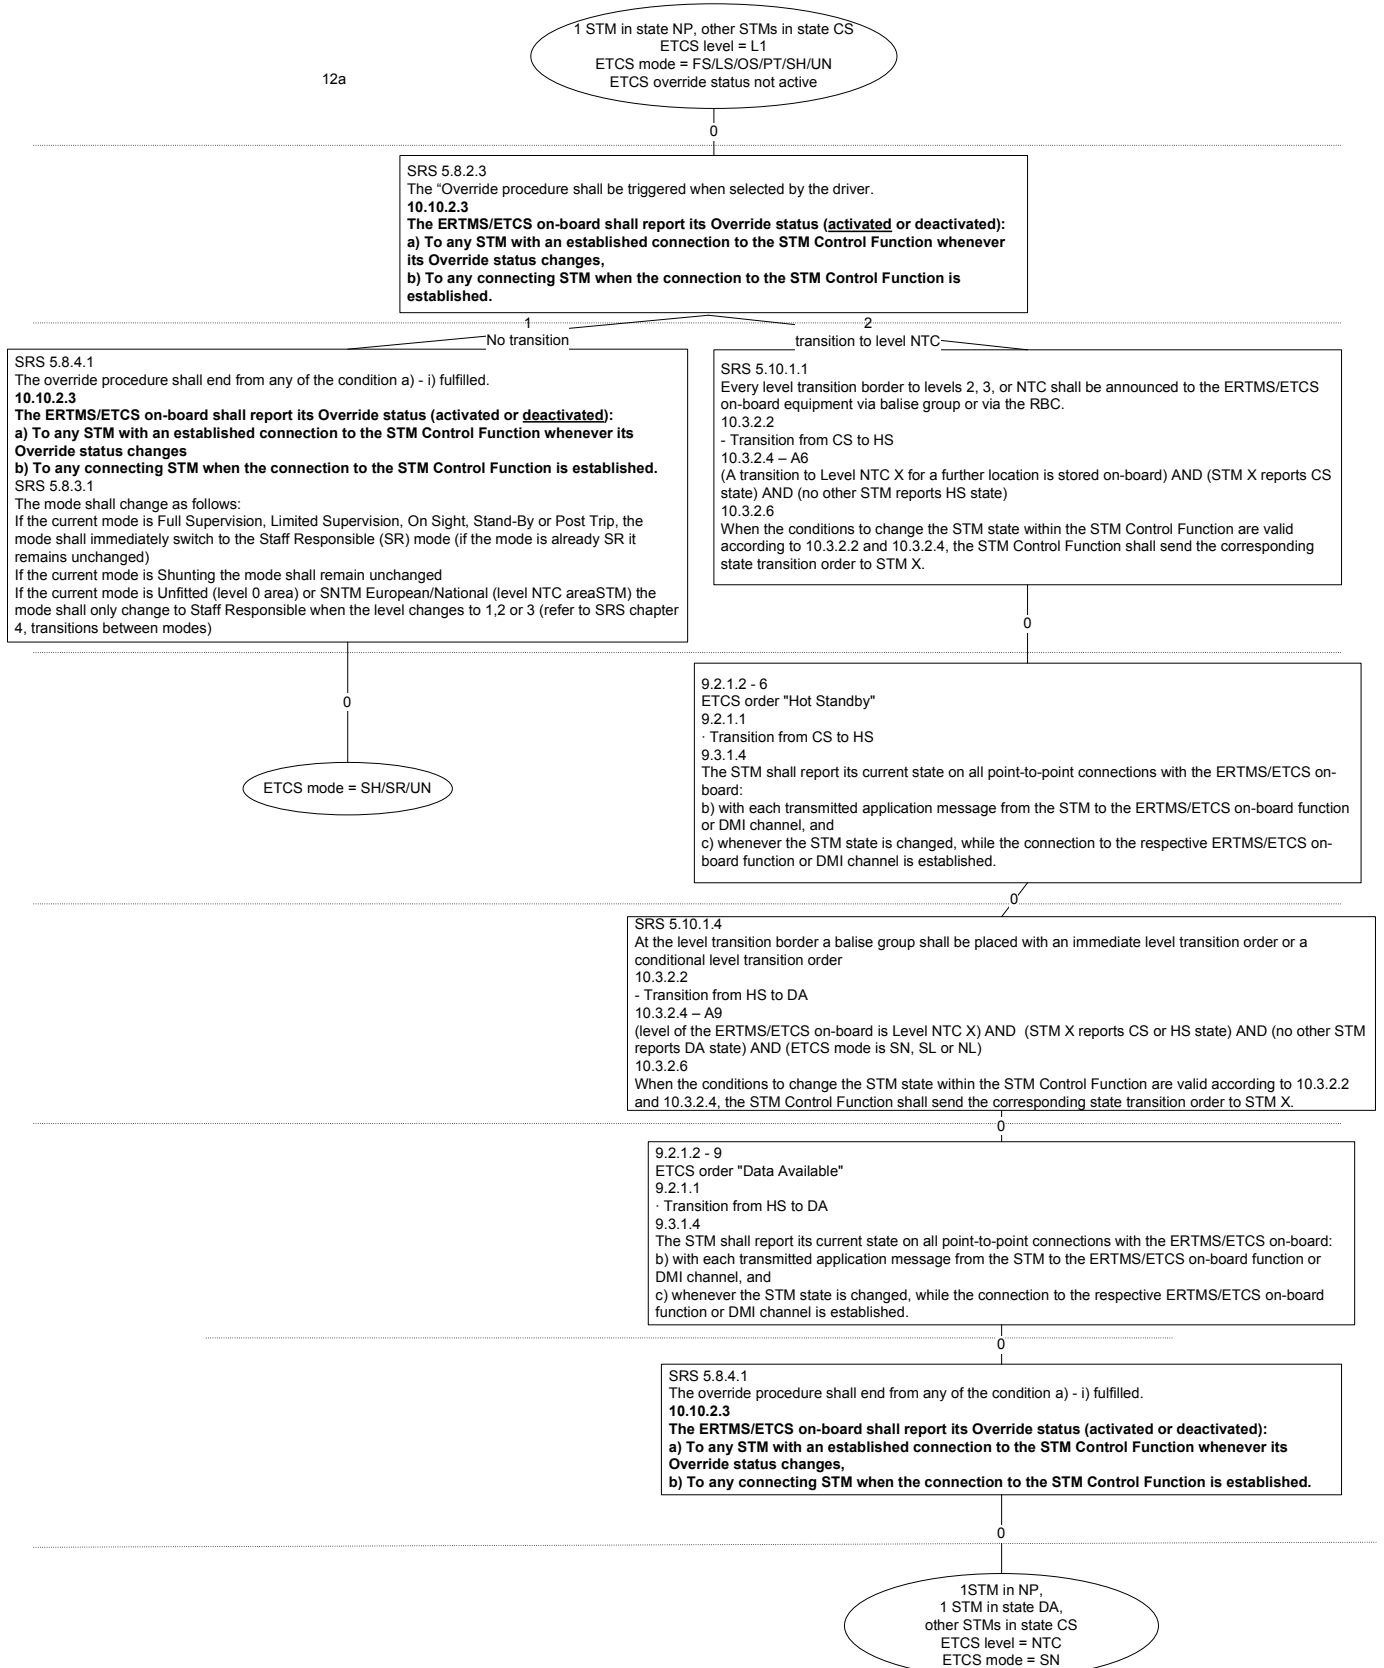 1 STM in state NP, other STMs in state CS
ETCS level = L1
ETCS mode = FS/LS/OS/PT/SH/UN
ETCS override status not active
12a
0
SRS 5.8.2.3
The “Override procedure shall be triggered when selected by the driver.
10.10.2.3
The ERTMS/ETCS on-board shall report its Override status (activated or deactivated):
a) To any STM with an established connection to the STM Control Function whenever
its Override status changes,
b) To any connecting STM when the connection to the STM Control Function is
established.
1
No transition
2
transition to level NTC
SRS 5.8.4.1
The override procedure shall end from any of the condition a) - i) fulfilled.
10.10.2.3
The ERTMS/ETCS on-board shall report its Override status (activated or deactivated):
a) To any STM with an established connection to the STM Control Function whenever its
Override status changes
b) To any connecting STM when the connection to the STM Control Function is established.
SRS 5.8.3.1
The mode shall change as follows:
If the current mode is Full Supervision, Limited Supervision, On Sight, Stand-By or Post Trip, the
mode shall immediately switch to the Staff Responsible (SR) mode (if the mode is already SR it
remains unchanged)
If the current mode is Shunting the mode shall remain unchanged
If the current mode is Unfitted (level 0 area) or SNTM European/National (level NTC areaSTM) the
mode shall only change to Staff Responsible when the level changes to 1,2 or 3 (refer to SRS chapter
4, transitions between modes)
0
ETCS mode = SH/SR/UN
SRS 5.10.1.1
Every level transition border to levels 2, 3, or NTC shall be announced to the ERTMS/ETCS
on-board equipment via balise group or via the RBC.
10.3.2.2
- Transition from CS to HS
10.3.2.4 – A6
(A transition to Level NTC X for a further location is stored on-board) AND (STM X reports CS
state) AND (no other STM reports HS state)
10.3.2.6
When the conditions to change the STM state within the STM Control Function are valid
according to 10.3.2.2 and 10.3.2.4, the STM Control Function shall send the corresponding
state transition order to STM X.
0
9.2.1.2 - 6
ETCS order "Hot Standby"
9.2.1.1
· Transition from CS to HS
9.3.1.4
The STM shall report its current state on all point-to-point connections with the ERTMS/ETCS on-
board:
b) with each transmitted application message from the STM to the ERTMS/ETCS on-board function
or DMI channel, and
c) whenever the STM state is changed, while the connection to the respective ERTMS/ETCS on-
board function or DMI channel is established.
0
SRS 5.10.1.4
At the level transition border a balise group shall be placed with an immediate level transition order or a
conditional level transition order
10.3.2.2
- Transition from HS to DA
10.3.2.4 – A9
(level of the ERTMS/ETCS on-board is Level NTC X) AND (STM X reports CS or HS state) AND (no other STM
reports DA state) AND (ETCS mode is SN, SL or NL)
10.3.2.6
When the conditions to change the STM state within the STM Control Function are valid according to 10.3.2.2
and 10.3.2.4, the STM Control Function shall send the corresponding state transition order to STM X.
0
9.2.1.2 - 9
ETCS order "Data Available"
9.2.1.1
· Transition from HS to DA
9.3.1.4
The STM shall report its current state on all point-to-point connections with the ERTMS/ETCS on-board:
b) with each transmitted application message from the STM to the ERTMS/ETCS on-board function or
DMI channel, and
c) whenever the STM state is changed, while the connection to the respective ERTMS/ETCS on-board
function or DMI channel is established.
0
SRS 5.8.4.1
The override procedure shall end from any of the condition a) - i) fulfilled.
10.10.2.3
The ERTMS/ETCS on-board shall report its Override status (activated or deactivated):
a) To any STM with an established connection to the STM Control Function whenever its
Override status changes,
b) To any connecting STM when the connection to the STM Control Function is established.
0
1STM in NP,
1 STM in state DA,
other STMs in state CS
ETCS level = NTC
ETCS mode = SN